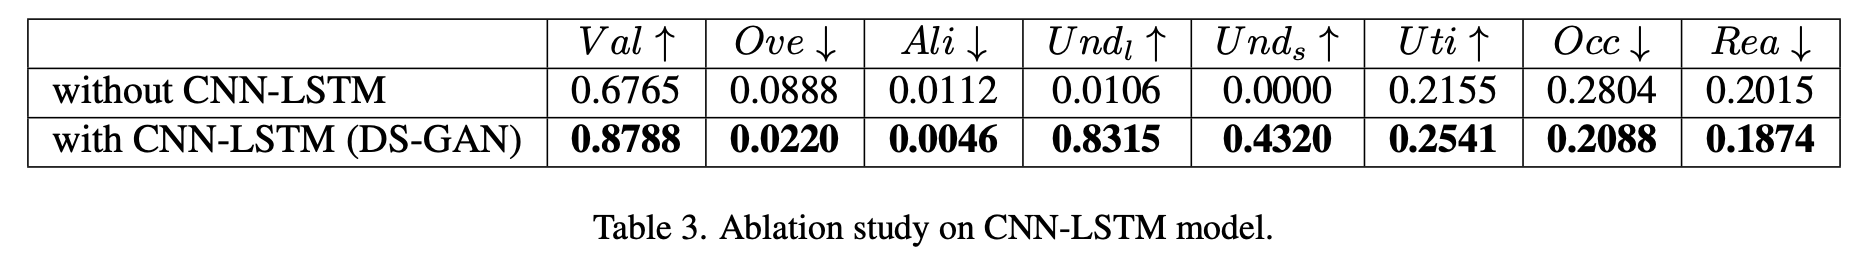 Val ↑ Ove ↓ Ali ↓ Und_l ↑ Und_s ↑ Uti ↑ Occ ↓ Rea ↓
without CNN-LSTM 0.6765 0.0888 0.0112 0.0106 0.0000 0.2155 0.2804 0.2015
with CNN-LSTM (DS-GAN) 0.8788 0.0220 0.0046 0.8315 0.4320 0.2541 0.2088 0.1874
Table 3. Ablation study on CNN-LSTM model.